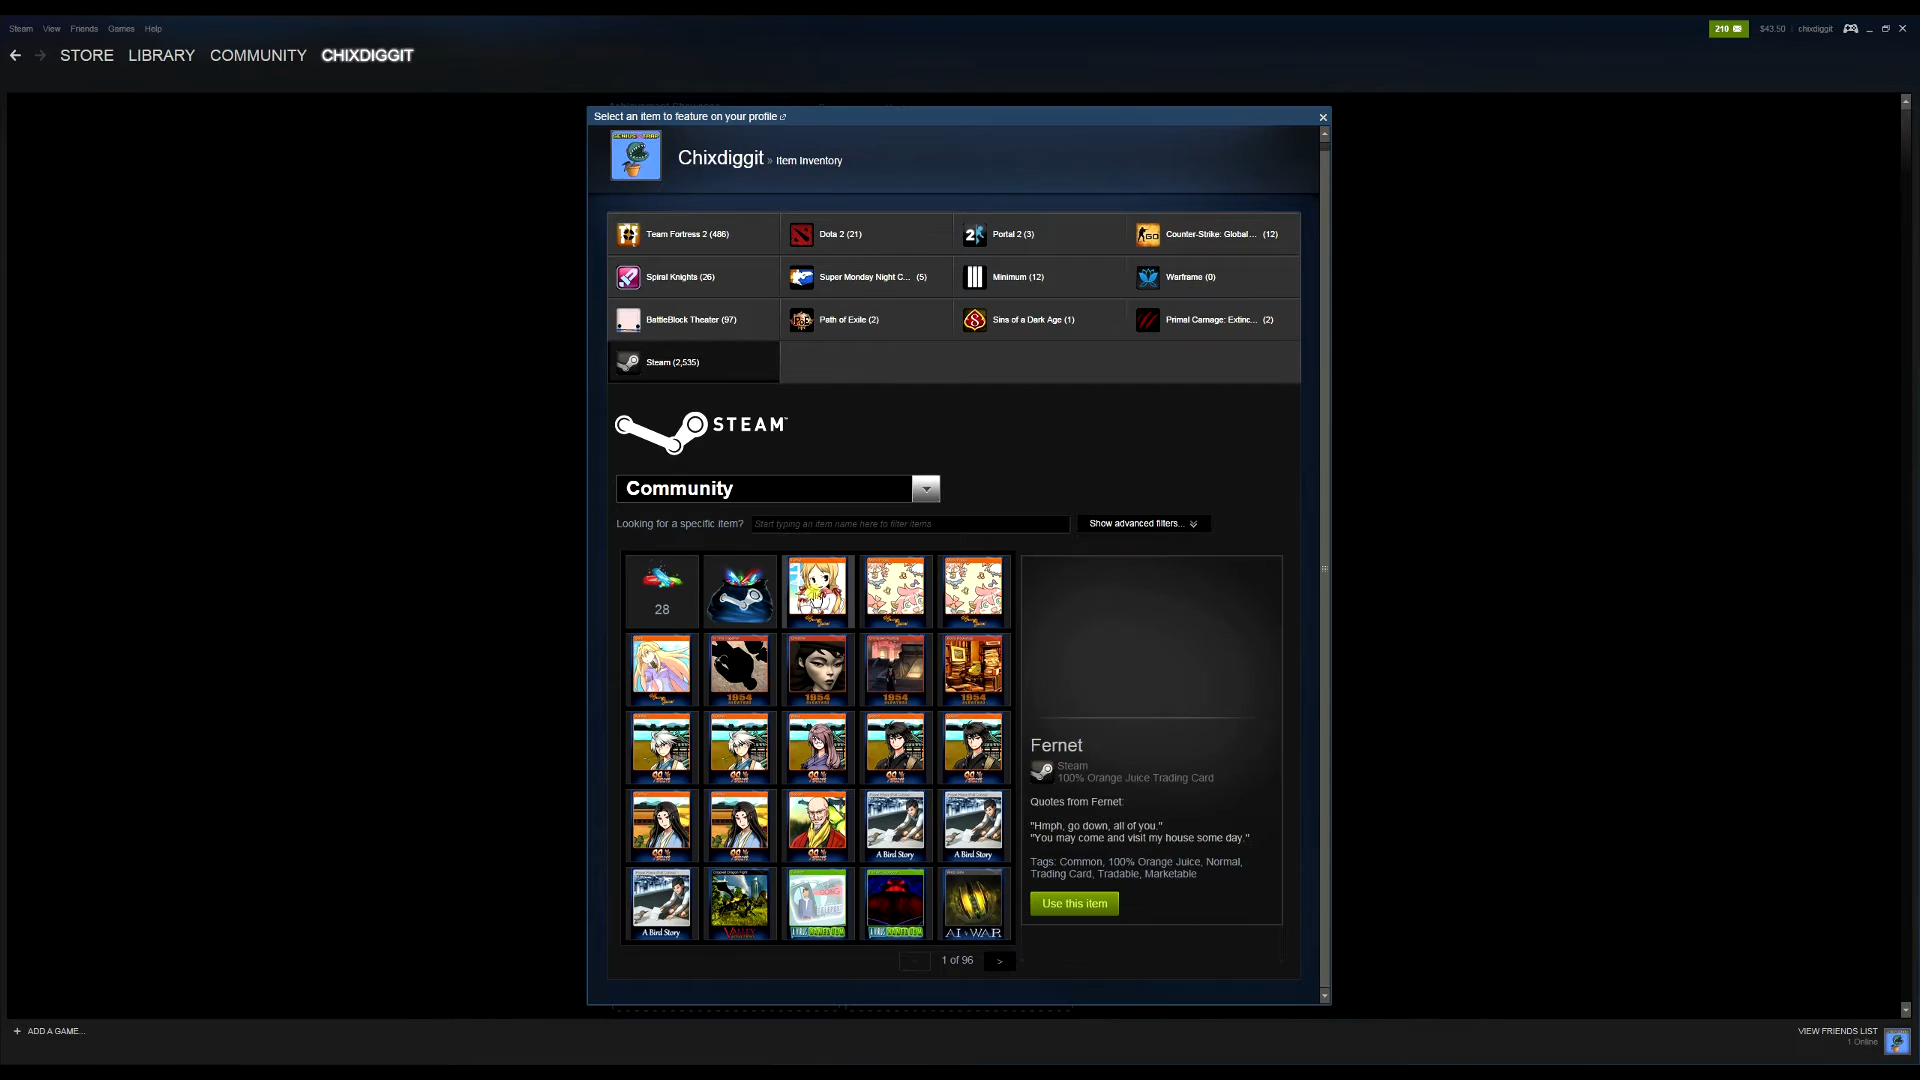 Steam View Friends Games Help
210 $43.50 chixdiggit
STORE LIBRARY COMMUNITY CHIXDIGGIT
Select an item to feature on your profile
Chixdiggit » Item Inventory
Team Fortress 2 (486) Dota 2 (21) Portal 2 (3) Counter-Strike: Global... (12)
Spiral Knights (26) Super Monday Night C... (5) Minimum (12) Warframe (0)
BattleBlock Theater (97) Path of Exile (2) Sins of a Dark Age (1) Primal Carnage: Extinc... (2)
Steam (2,535)
STEAM™
Community
Looking for a specific item? Start typing an item name here to filter items Show advanced filters...
28
1954 1954 1954
A Bird Story A Bird Story
A Bird Story VALLEY AI WAR
Fernet
Steam
100% Orange Juice Trading Card
Quotes from Fernet:
"Hmph, go down, all of you."
"You may come and visit my house some day."
Tags: Common, 100% Orange Juice, Normal,
Trading Card, Tradable, Marketable
Use this item
1 of 96 >
+ ADD A GAME...
VIEW FRIENDS LIST
1 Online